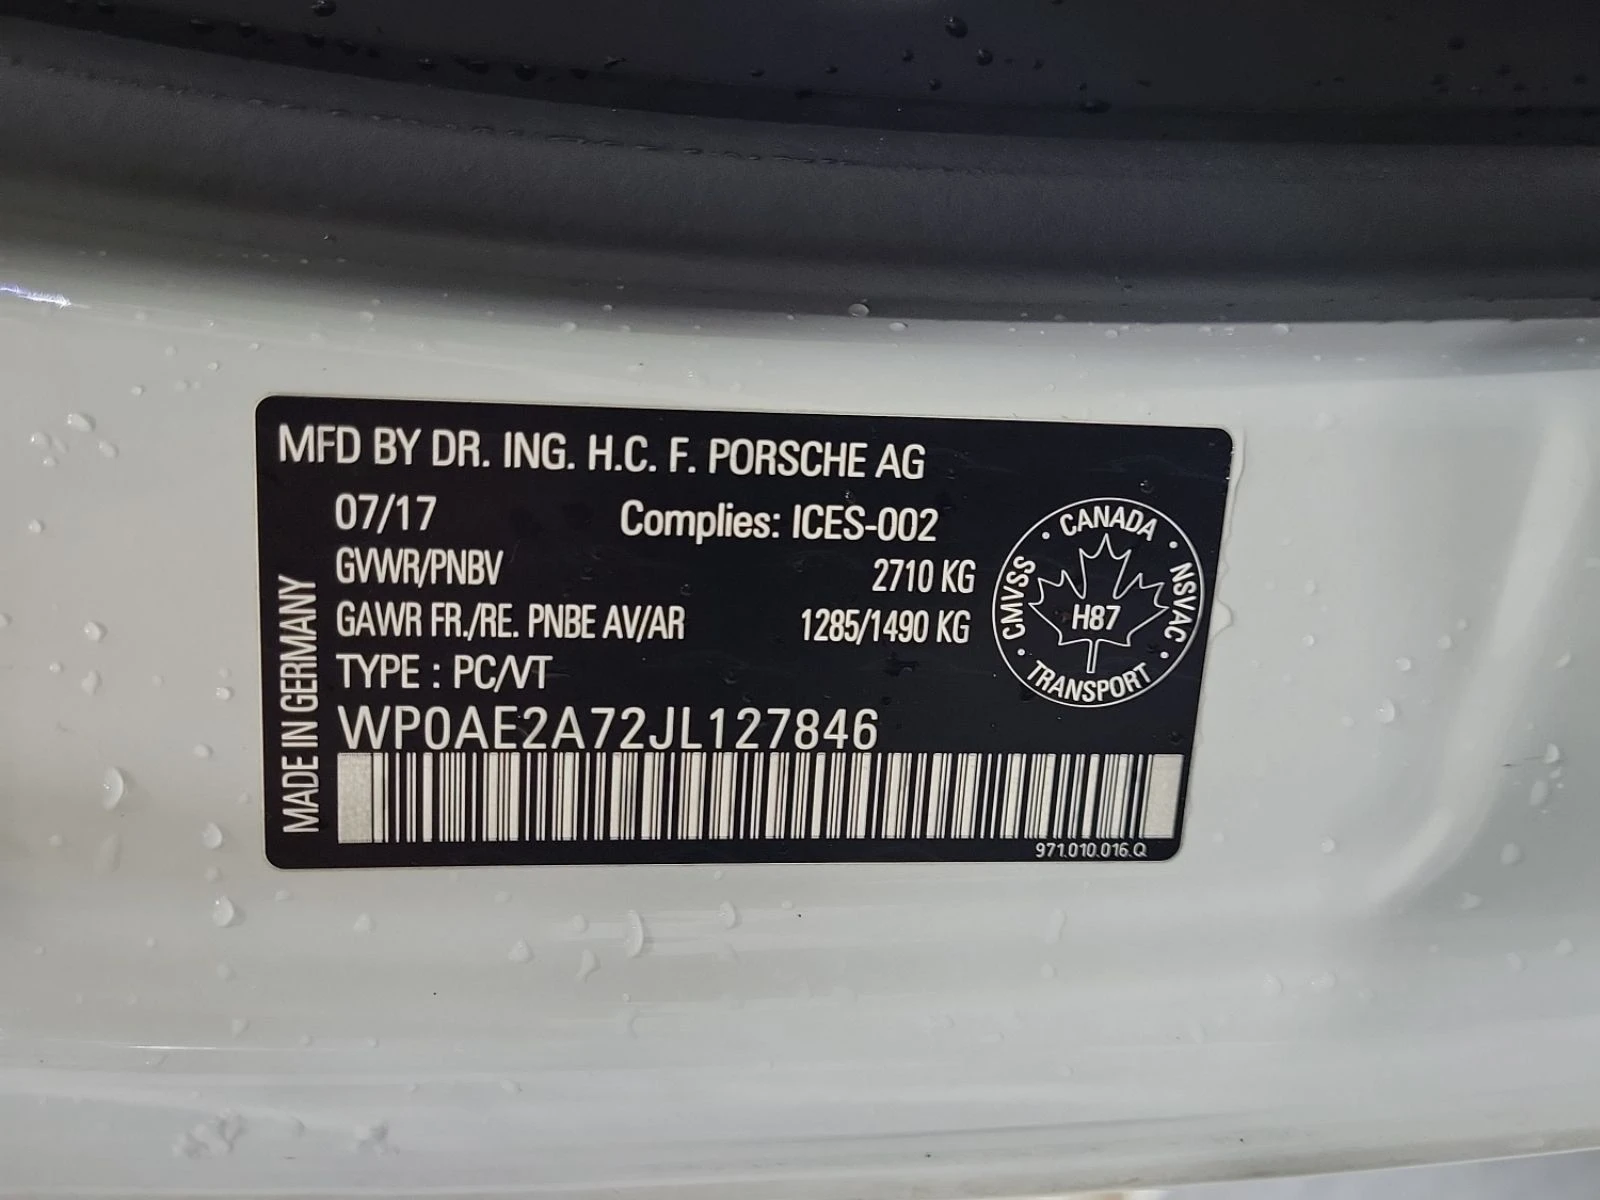 MFD BY DR. ING. H.C. F. PORSCHE AG
07/17 Complies: ICES-002
GVWR/PNBV 2710 KG
GAWR FR./RE. PNBE AV/AR 1285/1490 KG
TYPE : PC/VT
WP0AE2A72JL127846
971.010.016.Q
MADE IN GERMANY
CANADA • NSVAC • TRANSPORT • CMVSS •
H87